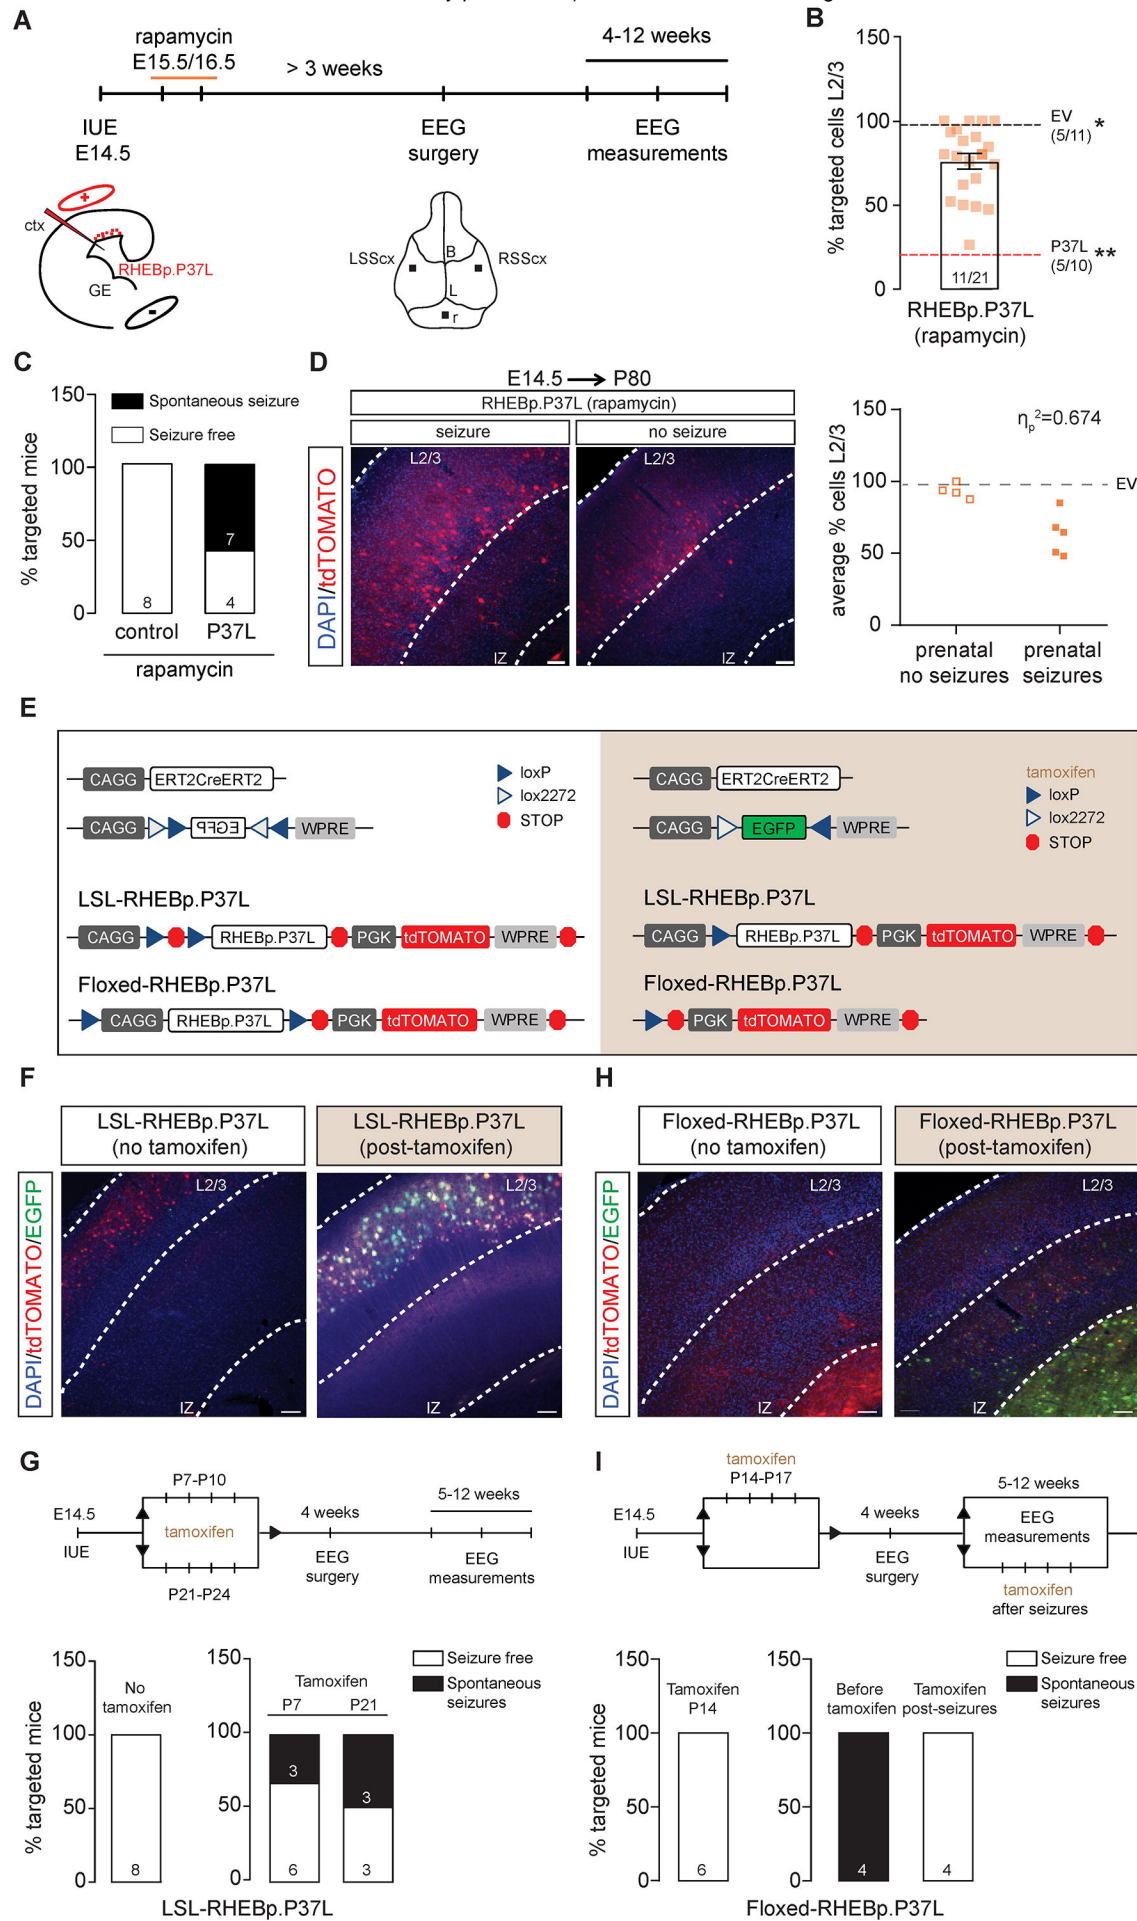 A
rapamycin
E15.5/16.5
> 3 weeks
4-12 weeks
IUE
E14.5
EEG
surgery
EEG
measurements
ctx
RHEBp.P37L
GE
LSScx
RSScx
B
L
r
B
% targeted cells L2/3
150
100
50
0
EV
(5/11)
*
P37L
(5/10)
**
11/21
RHEBp.P37L
(rapamycin)
C
% targeted mice
150
100
50
0
Spontaneous seizure
Seizure free
8
7
4
control
P37L
rapamycin
D
E14.5 → P80
RHEBp.P37L (rapamycin)
seizure
no seizure
DAPI/tdTOMATO
L2/3
IZ
L2/3
IZ
average % cells L2/3
150
100
50
0
ηp²=0.674
EV
prenatal
no seizures
prenatal
seizures
E
CAGG
ERT2CreERT2
loxP
lox2272
STOP
CAGG
EGFP
WPRE
LSL-RHEBp.P37L
CAGG
RHEBp.P37L
PGK
tdTOMATO
WPRE
Floxed-RHEBp.P37L
CAGG
RHEBp.P37L
PGK
tdTOMATO
WPRE
CAGG
ERT2CreERT2
tamoxifen
loxP
lox2272
STOP
CAGG
EGFP
WPRE
LSL-RHEBp.P37L
CAGG
RHEBp.P37L
PGK
tdTOMATO
WPRE
Floxed-RHEBp.P37L
PGK
tdTOMATO
WPRE
F
LSL-RHEBp.P37L
(no tamoxifen)
LSL-RHEBp.P37L
(post-tamoxifen)
DAPI/tdTOMATO/EGFP
L2/3
IZ
L2/3
IZ
H
Floxed-RHEBp.P37L
(no tamoxifen)
Floxed-RHEBp.P37L
(post-tamoxifen)
DAPI/tdTOMATO/EGFP
L2/3
IZ
L2/3
IZ
G
E14.5
IUE
P7-P10
tamoxifen
P21-P24
4 weeks
EEG
surgery
5-12 weeks
EEG
measurements
% targeted mice
150
100
50
0
No
tamoxifen
8
150
100
50
0
Tamoxifen
P7
P21
3
6
3
3
Seizure free
Spontaneous
seizures
LSL-RHEBp.P37L
I
E14.5
IUE
tamoxifen
P14-P17
4 weeks
EEG
surgery
5-12 weeks
EEG
measurements
tamoxifen
after seizures
% targeted mice
150
100
50
0
Tamoxifen
P14
6
150
100
50
0
Before
tamoxifen
Tamoxifen
post-seizures
4
4
Seizure free
Spontaneous
seizures
Floxed-RHEBp.P37L